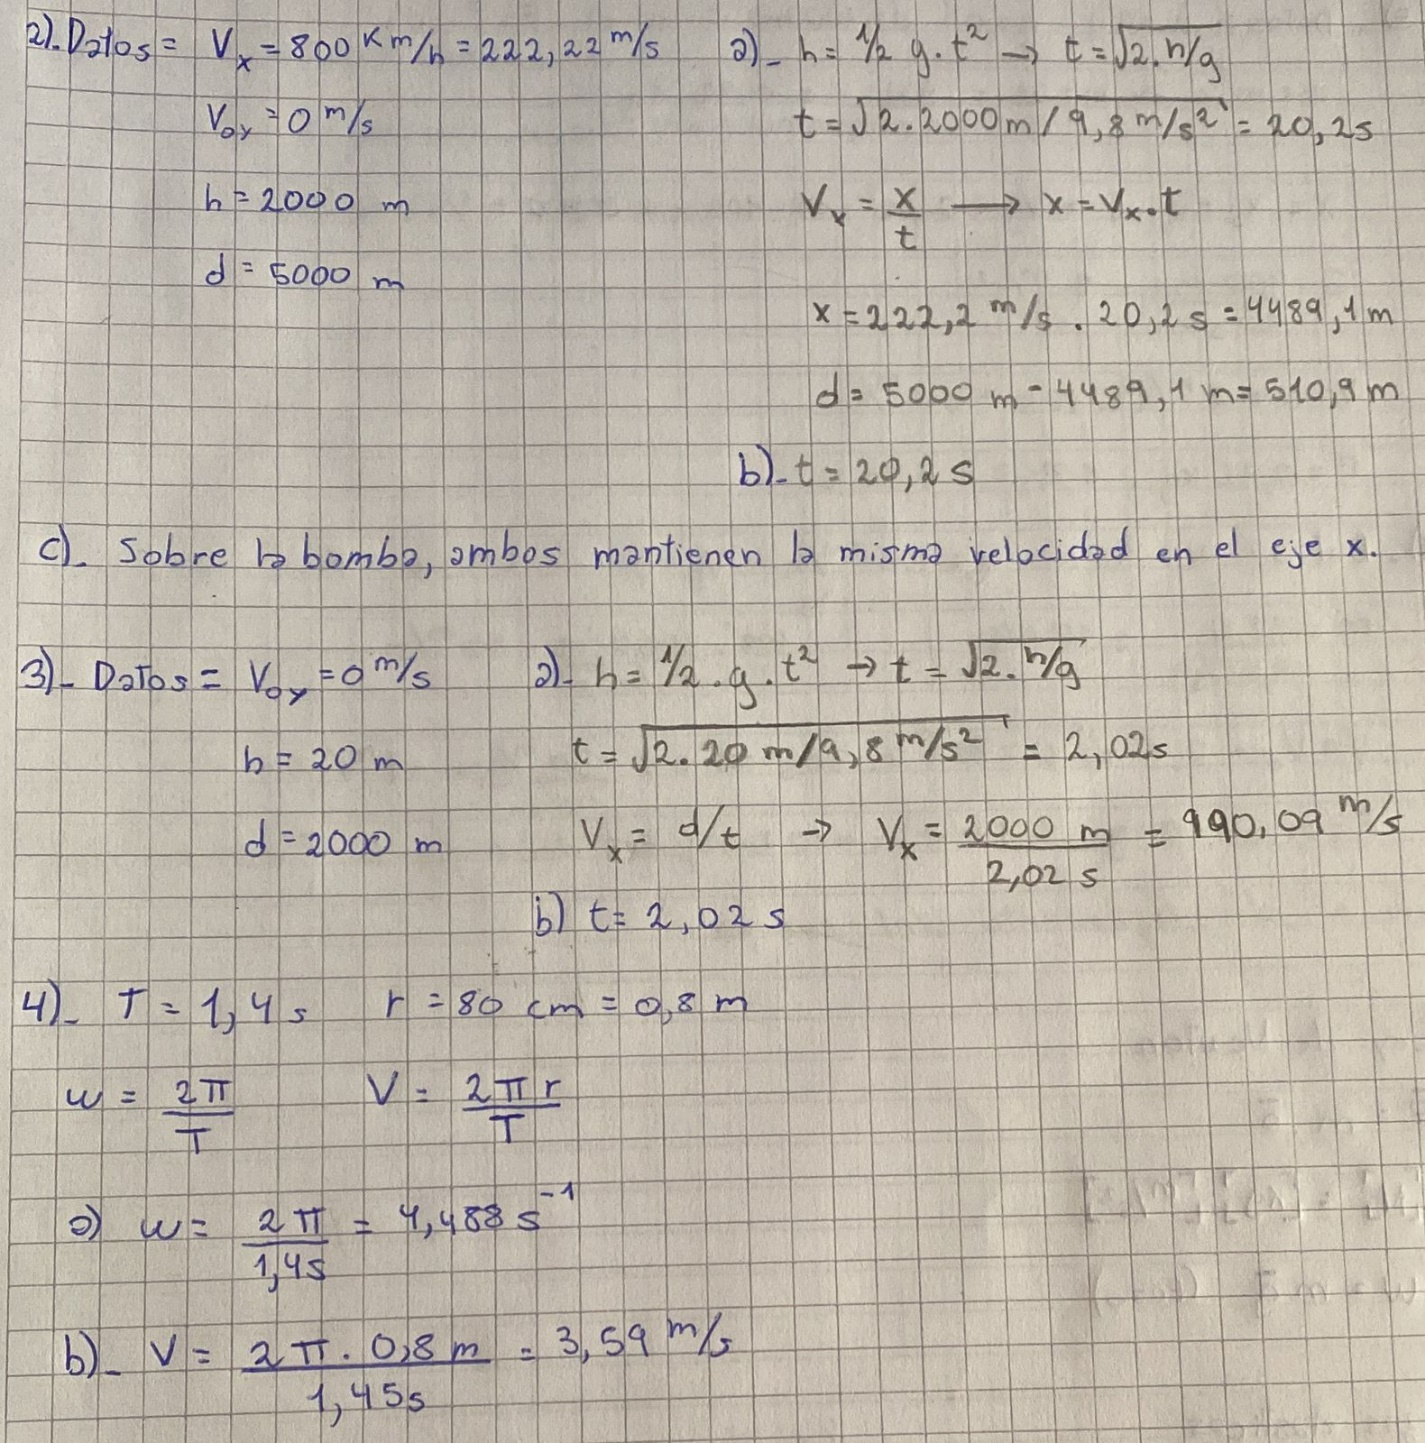 2). Datos = Vx = 800 Km/h = 222,22 m/s
Voy = 0 m/s
h = 2000 m
d = 5000 m
a)- h = 1/2 g . t² → t = √2. h/g
t = √2 . 2000 m / 9,8 m/s² = 20,2 s
Vx = x/t → x = Vx . t
x = 222,2 m/s . 20,2 s = 4489,1 m
d = 5000 m - 4489,1 m = 510,9 m
b)- t = 20,2 s
c)- Sobre la bomba, ambos mantienen la misma velocidad en el eje x.
3)- Datos = Voy = 0 m/s
h = 20 m
d = 2000 m
a)- h = 1/2 . g . t² → t = √2. h/g
t = √2. 20 m / 9,8 m/s² = 2,02 s
Vx = d/t → Vx = 2000 m / 2,02 s = 990,09 m/s
b) t = 2,02 s
4)- T = 1,4 s r = 80 cm = 0,8 m
w = 2π/T V = 2πr/T
a) w = 2π/1,4s = 4,488 s⁻¹
b)- V = 2π . 0,8 m / 1,45s = 3,59 m/s